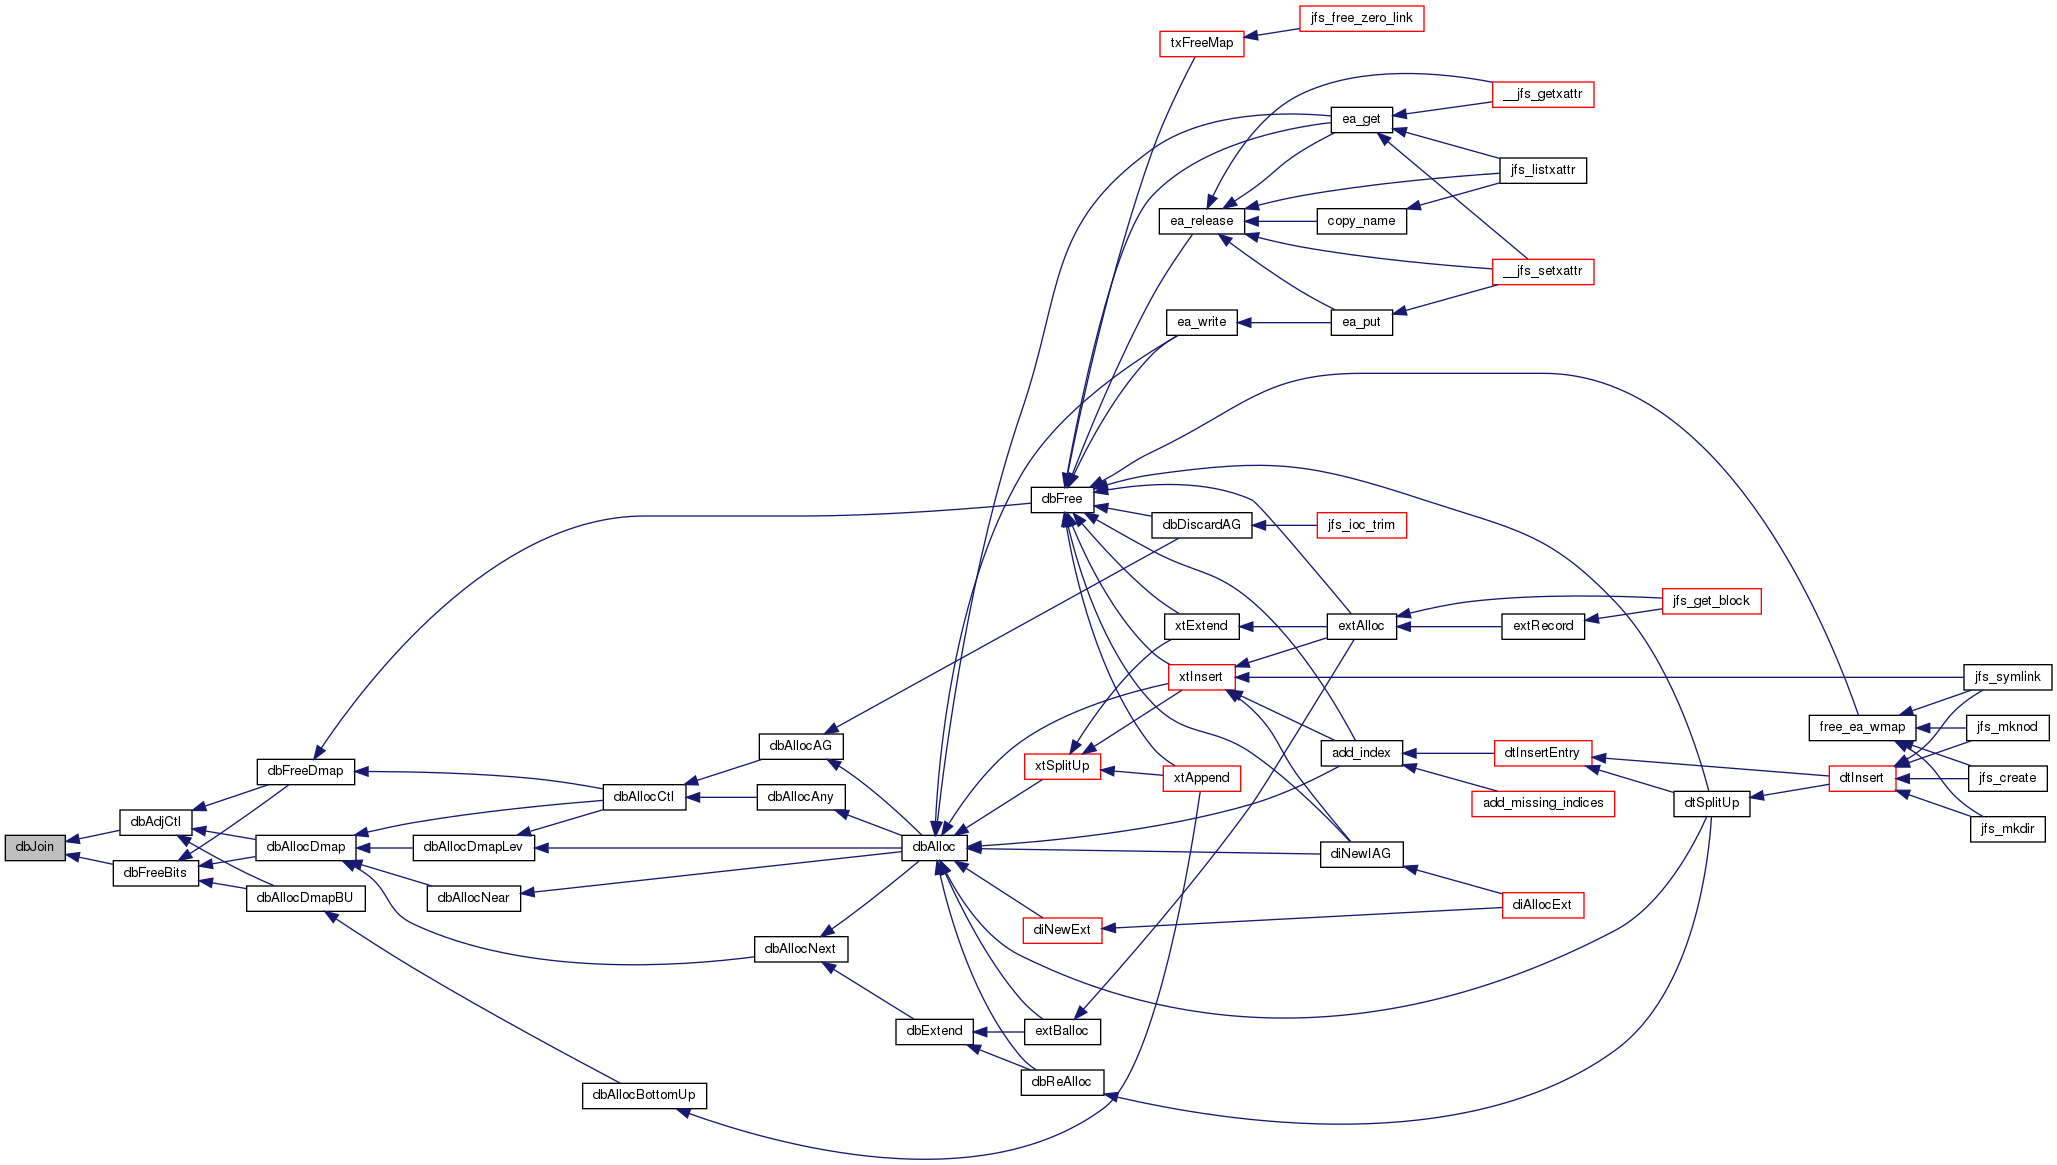 jfs_free_zero_link
txFreeMap
__jfs_getxattr
ea_get
jfs_listxattr
ea_release
copy_name
__jfs_setxattr
ea_write
ea_put
dbFree
dbDiscardAG
jfs_ioc_trim
jfs_get_block
xtExtend
extAlloc
extRecord
xtInsert
jfs_symlink
free_ea_wmap
jfs_mknod
dbAllocAG
add_index
dtInsertEntry
dbFreeDmap
xtSplitUp
xtAppend
dtInsert
jfs_create
dbAllocCtl
dbAllocAny
add_missing_indices
dtSplitUp
dbAdjCtl
jfs_mkdir
dbJoin
dbAllocDmap
dbAllocDmapLev
dbAlloc
diNewIAG
dbFreeBits
dbAllocDmapBU
dbAllocNear
diAllocExt
diNewExt
dbAllocNext
dbExtend
extBalloc
dbReAlloc
dbAllocBottomUp